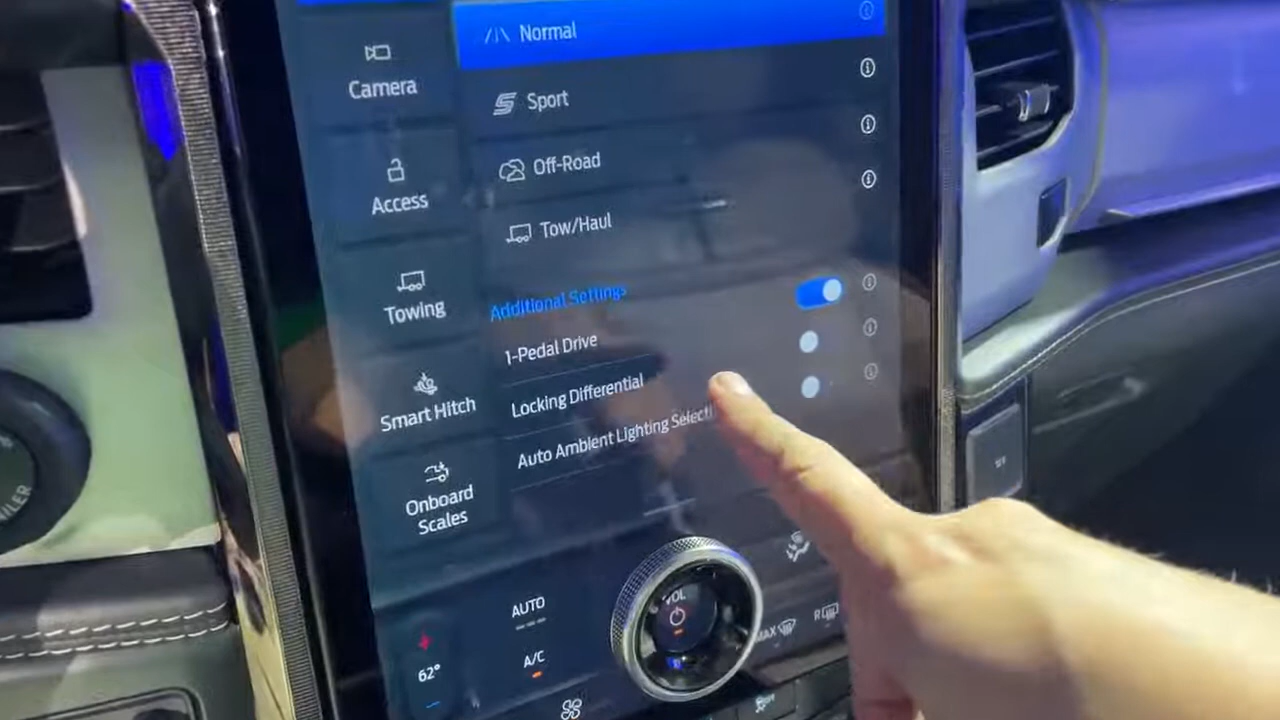 Normal
Camera
Sport
Off-Road
Access
Tow/Haul
Towing
Additional Settings
1-Pedal Drive
Smart Hitch
Locking Differential
Auto Ambient Lighting Selecti
Onboard
Scales
AUTO
VOL
MAX
R
62°
A/C